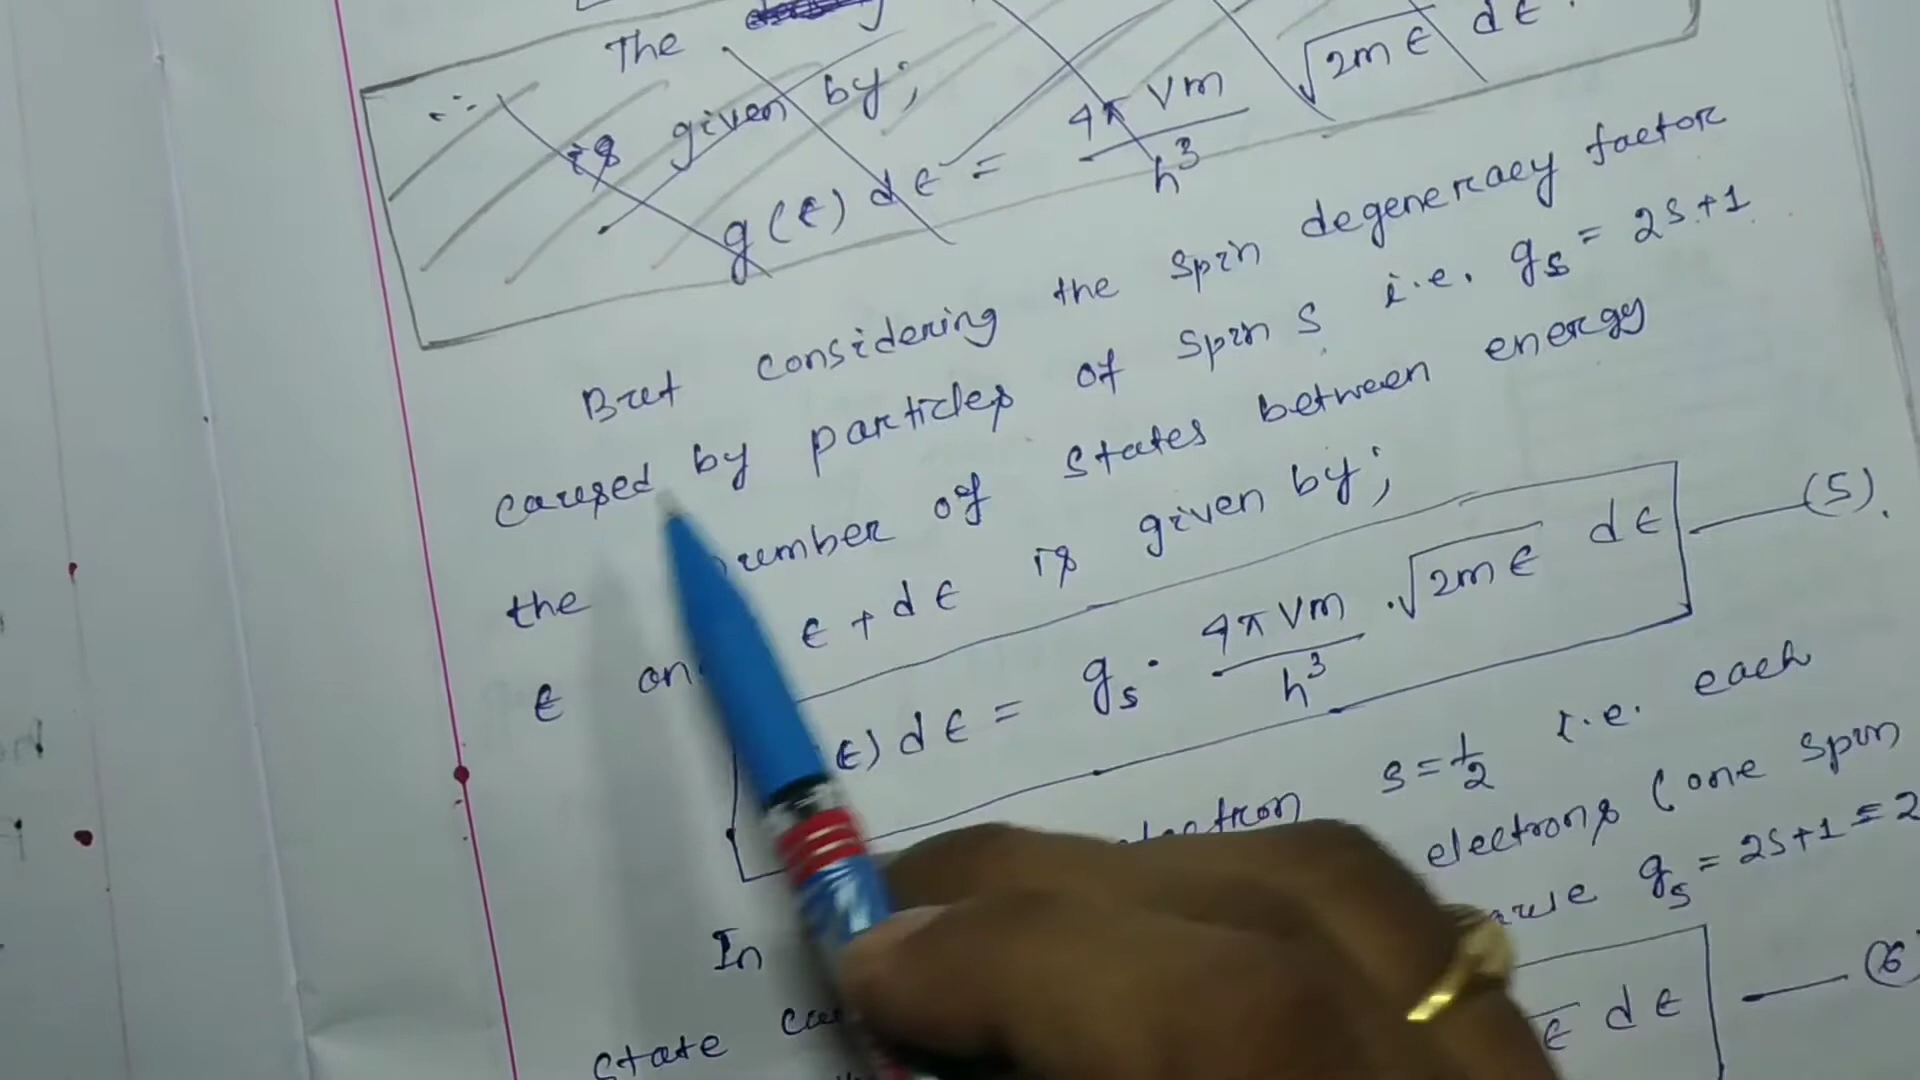 The
∴ is given by;
g(ϵ) dϵ = 4π Vm / h³ √2mϵ dϵ.
But considering the spin degeneracy factor
caused by particles of spin s i.e. gₛ = 2s+1
the number of states between energy
ϵ and ϵ + dϵ is given by;
ϵ) dϵ = gₛ · 4π Vm / h³ · √2mϵ dϵ (5).
In electron s = 1/2 i.e. each
state electrons (one spin
gₛ = 2s+1 = 2
ϵ dϵ (6)